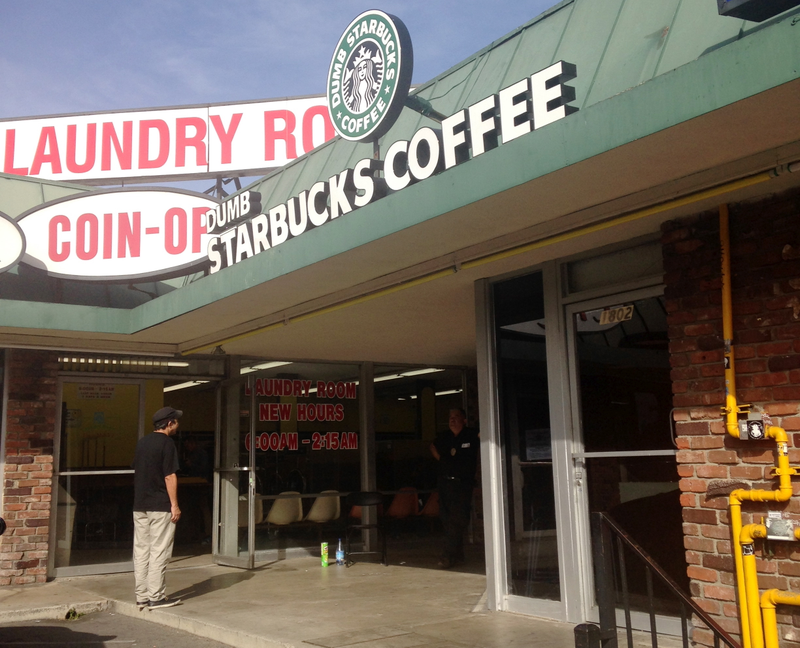 LAUNDRY RO
COIN-OP
DUMB STARBUCKS
COFFEE
DUMB
STARBUCKS COFFEE
1802
LAUNDRY ROOM
NEW HOURS
6:00AM - 2:15AM